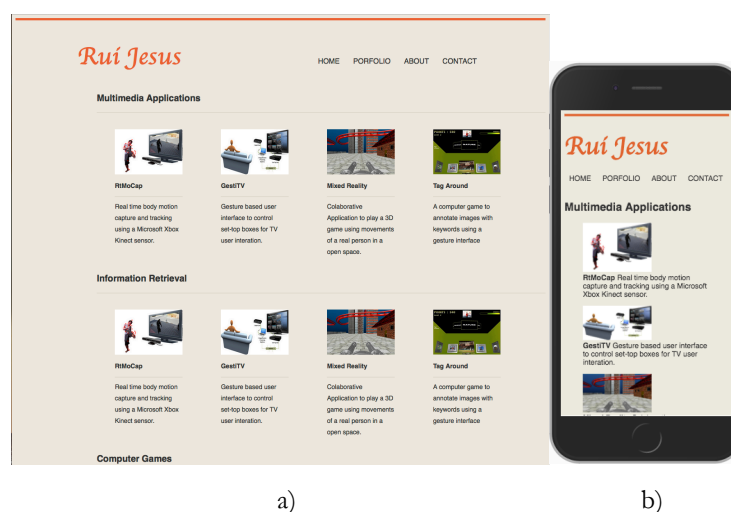 Ruí Jesus
HOME PORFOLIO ABOUT CONTACT
Multimedia Applications
RtMoCap
Real time body motion
capture and tracking
using a Microsoft Xbox
Kinect sensor.
GestiTV
Gesture based user
interface to control
set-top boxes for TV
user interation.
Mixed Reality
Colaborative
Application to play a 3D
game using movements
of a real person in a
open space.
Tag Around
A computer game to
annotate images with
keywords using a
gesture interface
Information Retrieval
RtMoCap
Real time body motion
capture and tracking
using a Microsoft Xbox
Kinect sensor.
GestiTV
Gesture based user
interface to control
set-top boxes for TV
user interation.
Mixed Reality
Colaborative
Application to play a 3D
game using movements
of a real person in a
open space.
Tag Around
A computer game to
annotate images with
keywords using a
gesture interface
Computer Games
a)
Ruí Jesus
HOME PORFOLIO ABOUT CONTACT
Multimedia Applications
RtMoCap Real time body motion
capture and tracking using a Microsoft
Xbox Kinect sensor.
GestiTV Gesture based user interface
to control set-top boxes for TV user
interation.
b)